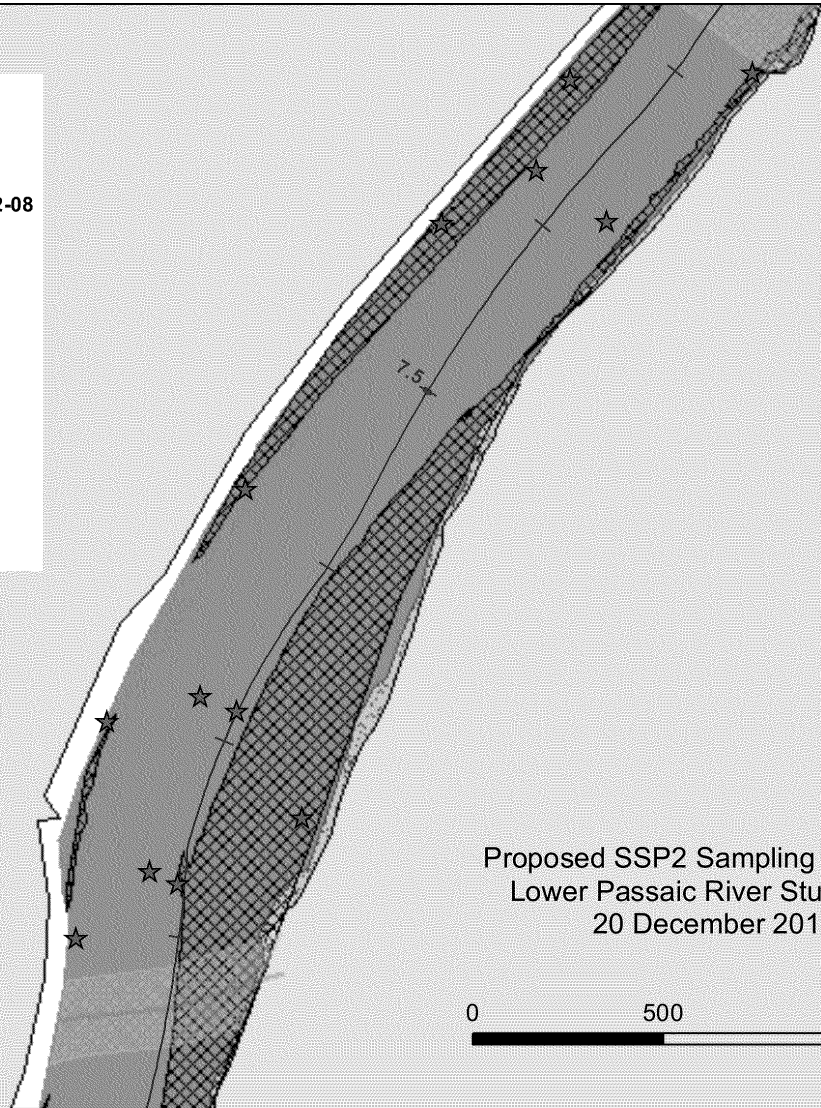 2-08
7.5
Proposed SSP2 Sampling
Lower Passaic River Stu
20 December 201
0 500